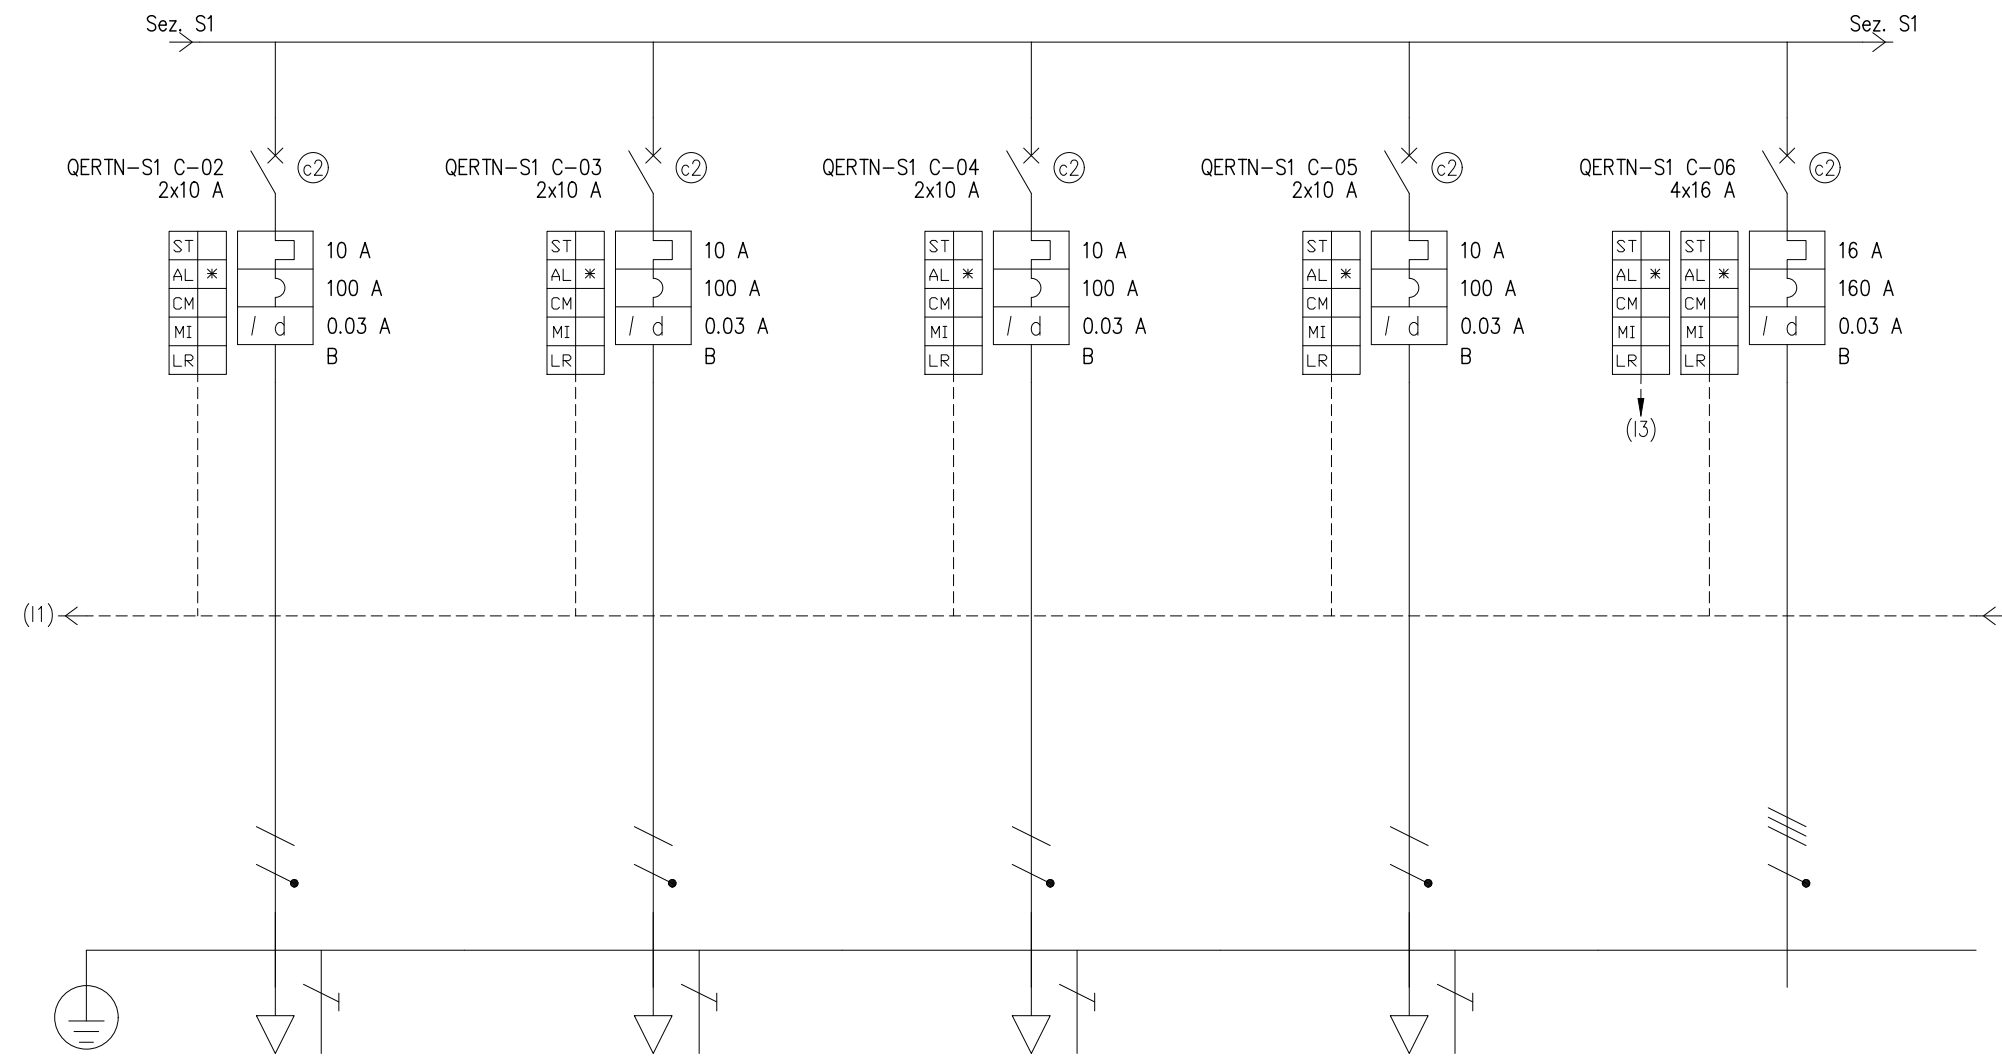 Sez. S1
Sez. S1
QERTN-S1 C-02
2x10 A
c2
ST
AL *
CM
MI
LR
10 A
100 A
I d
0.03 A
B
QERTN-S1 C-03
2x10 A
c2
ST
AL *
CM
MI
LR
10 A
100 A
I d
0.03 A
B
QERTN-S1 C-04
2x10 A
c2
ST
AL *
CM
MI
LR
10 A
100 A
I d
0.03 A
B
QERTN-S1 C-05
2x10 A
c2
ST
AL *
CM
MI
LR
10 A
100 A
I d
0.03 A
B
QERTN-S1 C-06
4x16 A
c2
ST
AL *
CM
MI
LR
ST
AL *
CM
MI
LR
16 A
160 A
I d
0.03 A
B
(I3)
(I1)